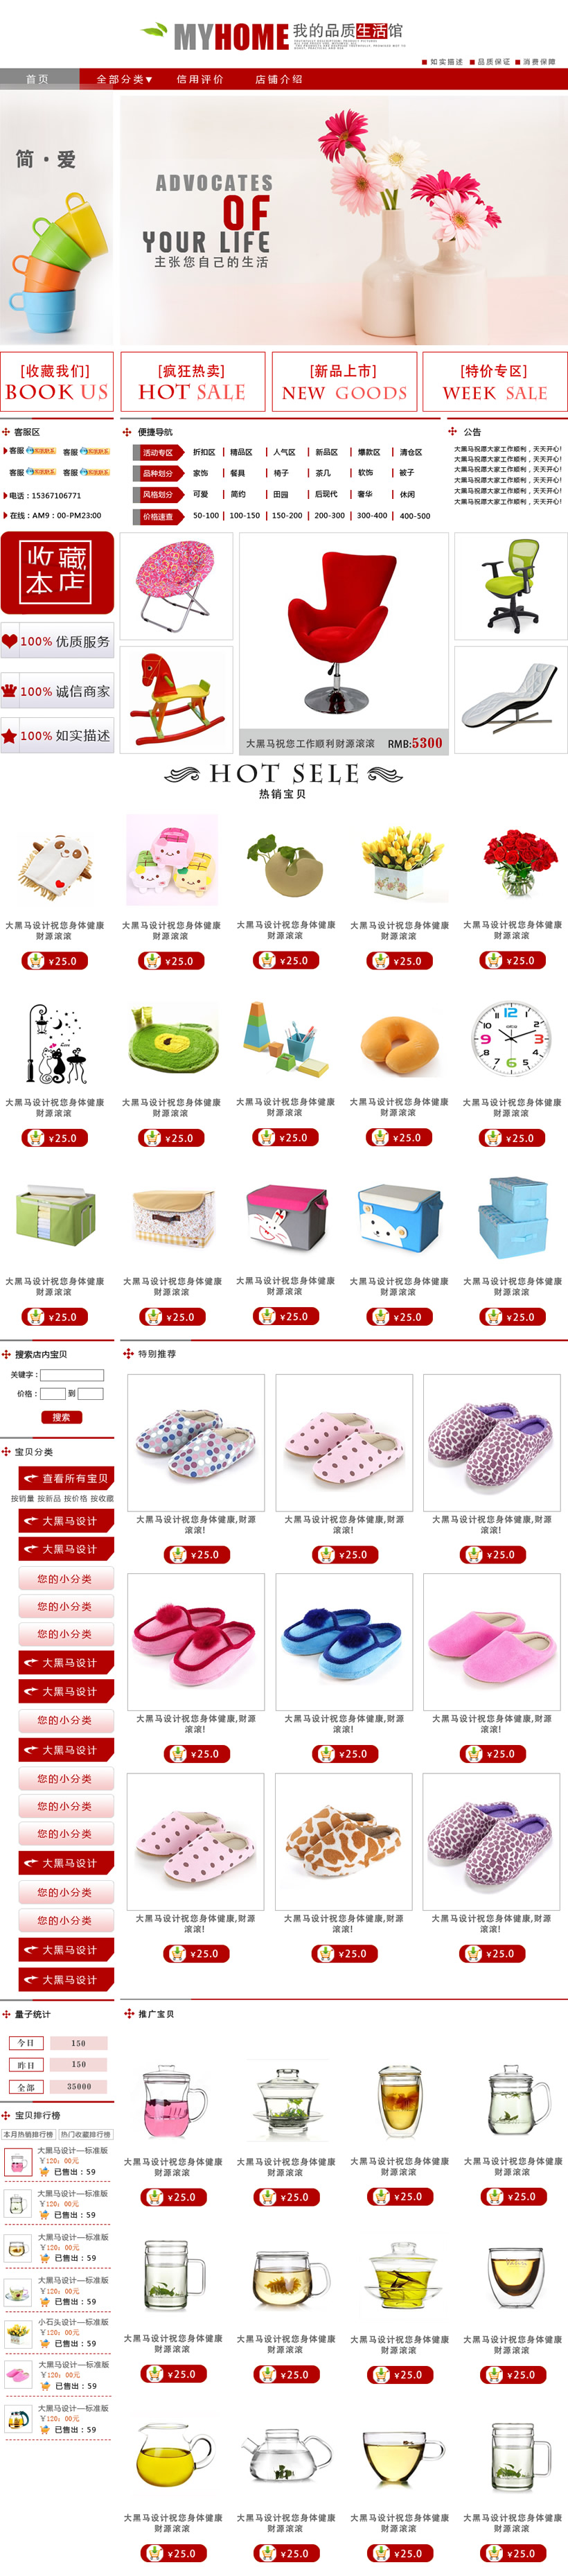 MYHOME 我的品质生活馆
■ 如实描述 ■ 品质保证 ■ 消费保障
首页 全部分类▼ 信用评价 店铺介绍
简·爱
ADVOCATES
OF
YOUR LIFE
主张您自己的生活
[收藏我们] [疯狂热卖] [新品上市] [特价专区]
BOOK US HOT SALE NEW GOODS WEEK SALE
客服区
客服 客服
客服 客服
电话：15367106771
在线：AM9：00-PM23:00
便捷导航
活动专区 折扣区 精品区 人气区 新品区 爆款区 清仓区
品种划分 家饰 餐具 椅子 茶几 软饰 被子
风格划分 可爱 简约 田园 后现代 奢华 休闲
价格速查 50-100 100-150 150-200 200-300 300-400 400-500
公告
大黑马祝愿大家工作顺利，天天开心!
大黑马祝愿大家工作顺利，天天开心!
大黑马祝愿大家工作顺利，天天开心!
大黑马祝愿大家工作顺利，天天开心!
大黑马祝愿大家工作顺利，天天开心!
大黑马祝愿大家工作顺利，天天开心!
收藏
本店
100% 优质服务
100% 诚信商家
100% 如实描述
大黑马祝您工作顺利财源滚滚 RMB:5300
HOT SELE
热销宝贝
大黑马设计祝您身体健康 大黑马设计祝您身体健康 大黑马设计祝您身体健康 大黑马设计祝您身体健康 大黑马设计祝您身体健康
财源滚滚 财源滚滚 财源滚滚 财源滚滚 财源滚滚
¥25.0 ¥25.0 ¥25.0 ¥25.0 ¥25.0
大黑马设计祝您身体健康 大黑马设计祝您身体健康 大黑马设计祝您身体健康 大黑马设计祝您身体健康 大黑马设计祝您身体健康
财源滚滚 财源滚滚 财源滚滚 财源滚滚 财源滚滚
¥25.0 ¥25.0 ¥25.0 ¥25.0 ¥25.0
大黑马设计祝您身体健康 大黑马设计祝您身体健康 大黑马设计祝您身体健康 大黑马设计祝您身体健康 大黑马设计祝您身体健康
财源滚滚 财源滚滚 财源滚滚 财源滚滚 财源滚滚
¥25.0 ¥25.0 ¥25.0 ¥25.0 ¥25.0
搜索店内宝贝
关键字：
价格： 到
搜索
宝贝分类
查看所有宝贝
按销量 按新品 按价格 按收藏
大黑马设计
大黑马设计
您的小分类
您的小分类
您的小分类
大黑马设计
大黑马设计
您的小分类
大黑马设计
您的小分类
您的小分类
您的小分类
大黑马设计
您的小分类
您的小分类
大黑马设计
大黑马设计
特别推荐
大黑马设计祝您身体健康,财源 大黑马设计祝您身体健康,财源 大黑马设计祝您身体健康,财源
滚滚! 滚滚! 滚滚!
¥25.0 ¥25.0 ¥25.0
大黑马设计祝您身体健康,财源 大黑马设计祝您身体健康,财源 大黑马设计祝您身体健康,财源
滚滚! 滚滚! 滚滚!
¥25.0 ¥25.0 ¥25.0
大黑马设计祝您身体健康,财源 大黑马设计祝您身体健康,财源 大黑马设计祝您身体健康,财源
滚滚! 滚滚! 滚滚!
¥25.0 ¥25.0 ¥25.0
量子统计
今日 150
昨日 150
全部 35000
宝贝排行榜
本月热销排行榜 热门收藏排行榜
大黑马设计—标准版
¥120：00元
已售出：59
大黑马设计—标准版
¥120：00元
已售出：59
大黑马设计—标准版
¥120：00元
已售出：59
大黑马设计—标准版
¥120：00元
已售出：59
小石头设计—标准版
¥120：00元
已售出：59
大黑马设计—标准版
¥120：00元
已售出：59
大黑马设计—标准版
¥120：00元
已售出：59
推广宝贝
大黑马设计祝您身体健康 大黑马设计祝您身体健康 大黑马设计祝您身体健康 大黑马设计祝您身体健康
财源滚滚 财源滚滚 财源滚滚 财源滚滚
¥25.0 ¥25.0 ¥25.0 ¥25.0
大黑马设计祝您身体健康 大黑马设计祝您身体健康 大黑马设计祝您身体健康 大黑马设计祝您身体健康
财源滚滚 财源滚滚 财源滚滚 财源滚滚
¥25.0 ¥25.0 ¥25.0 ¥25.0
大黑马设计祝您身体健康 大黑马设计祝您身体健康 大黑马设计祝您身体健康 大黑马设计祝您身体健康
财源滚滚 财源滚滚 财源滚滚 财源滚滚
¥25.0 ¥25.0 ¥25.0 ¥25.0